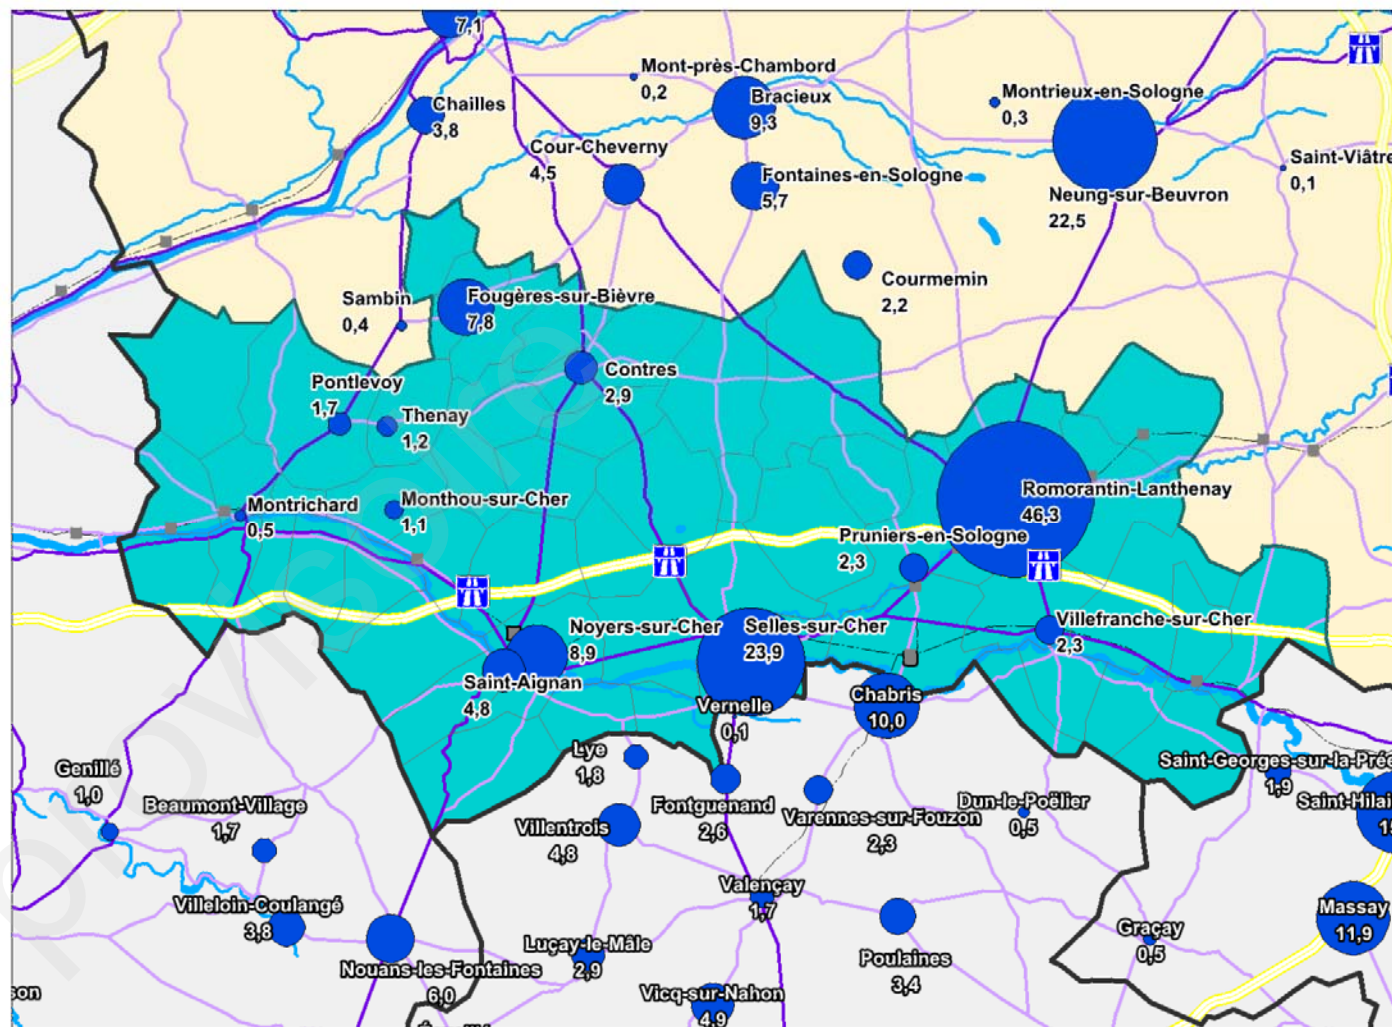 7,1
Mont-près-Chambord
0,2
Bracieux
9,3
Montrieux-en-Sologne
0,3
Chailles
3,8
Cour-Cheverny
4,5
Fontaines-en-Sologne
5,7
Saint-Viâtre
0,1
Neung-sur-Beuvron
22,5
Courmemin
2,2
Sambin
0,4
Fougères-sur-Bièvre
7,8
Contres
2,9
Pontlevoy
1,7
Thenay
1,2
Montrichard
0,5
Monthou-sur-Cher
1,1
Romorantin-Lanthenay
46,3
Pruniers-en-Sologne
2,3
Noyers-sur-Cher
8,9
Selles-sur-Cher
23,9
Villefranche-sur-Cher
2,3
Saint-Aignan
4,8
Vernelle
0,1
Chabris
10,0
Lye
1,8
Genillé
1,0
Beaumont-Village
1,7
Villentrois
4,8
Fontguenand
2,6
Varennes-sur-Fouzon
2,3
Dun-le-Poëlier
0,5
Saint-Georges-sur-la-Prée
1,9
Saint-Hilai
Valençay
1,7
Villeloin-Coulangé
3,8
Nouans-les-Fontaines
6,0
Luçay-le-Mâle
2,9
Vicq-sur-Nahon
4,9
Poulaines
3,4
Graçay
0,5
Massay
11,9
son
provisoire